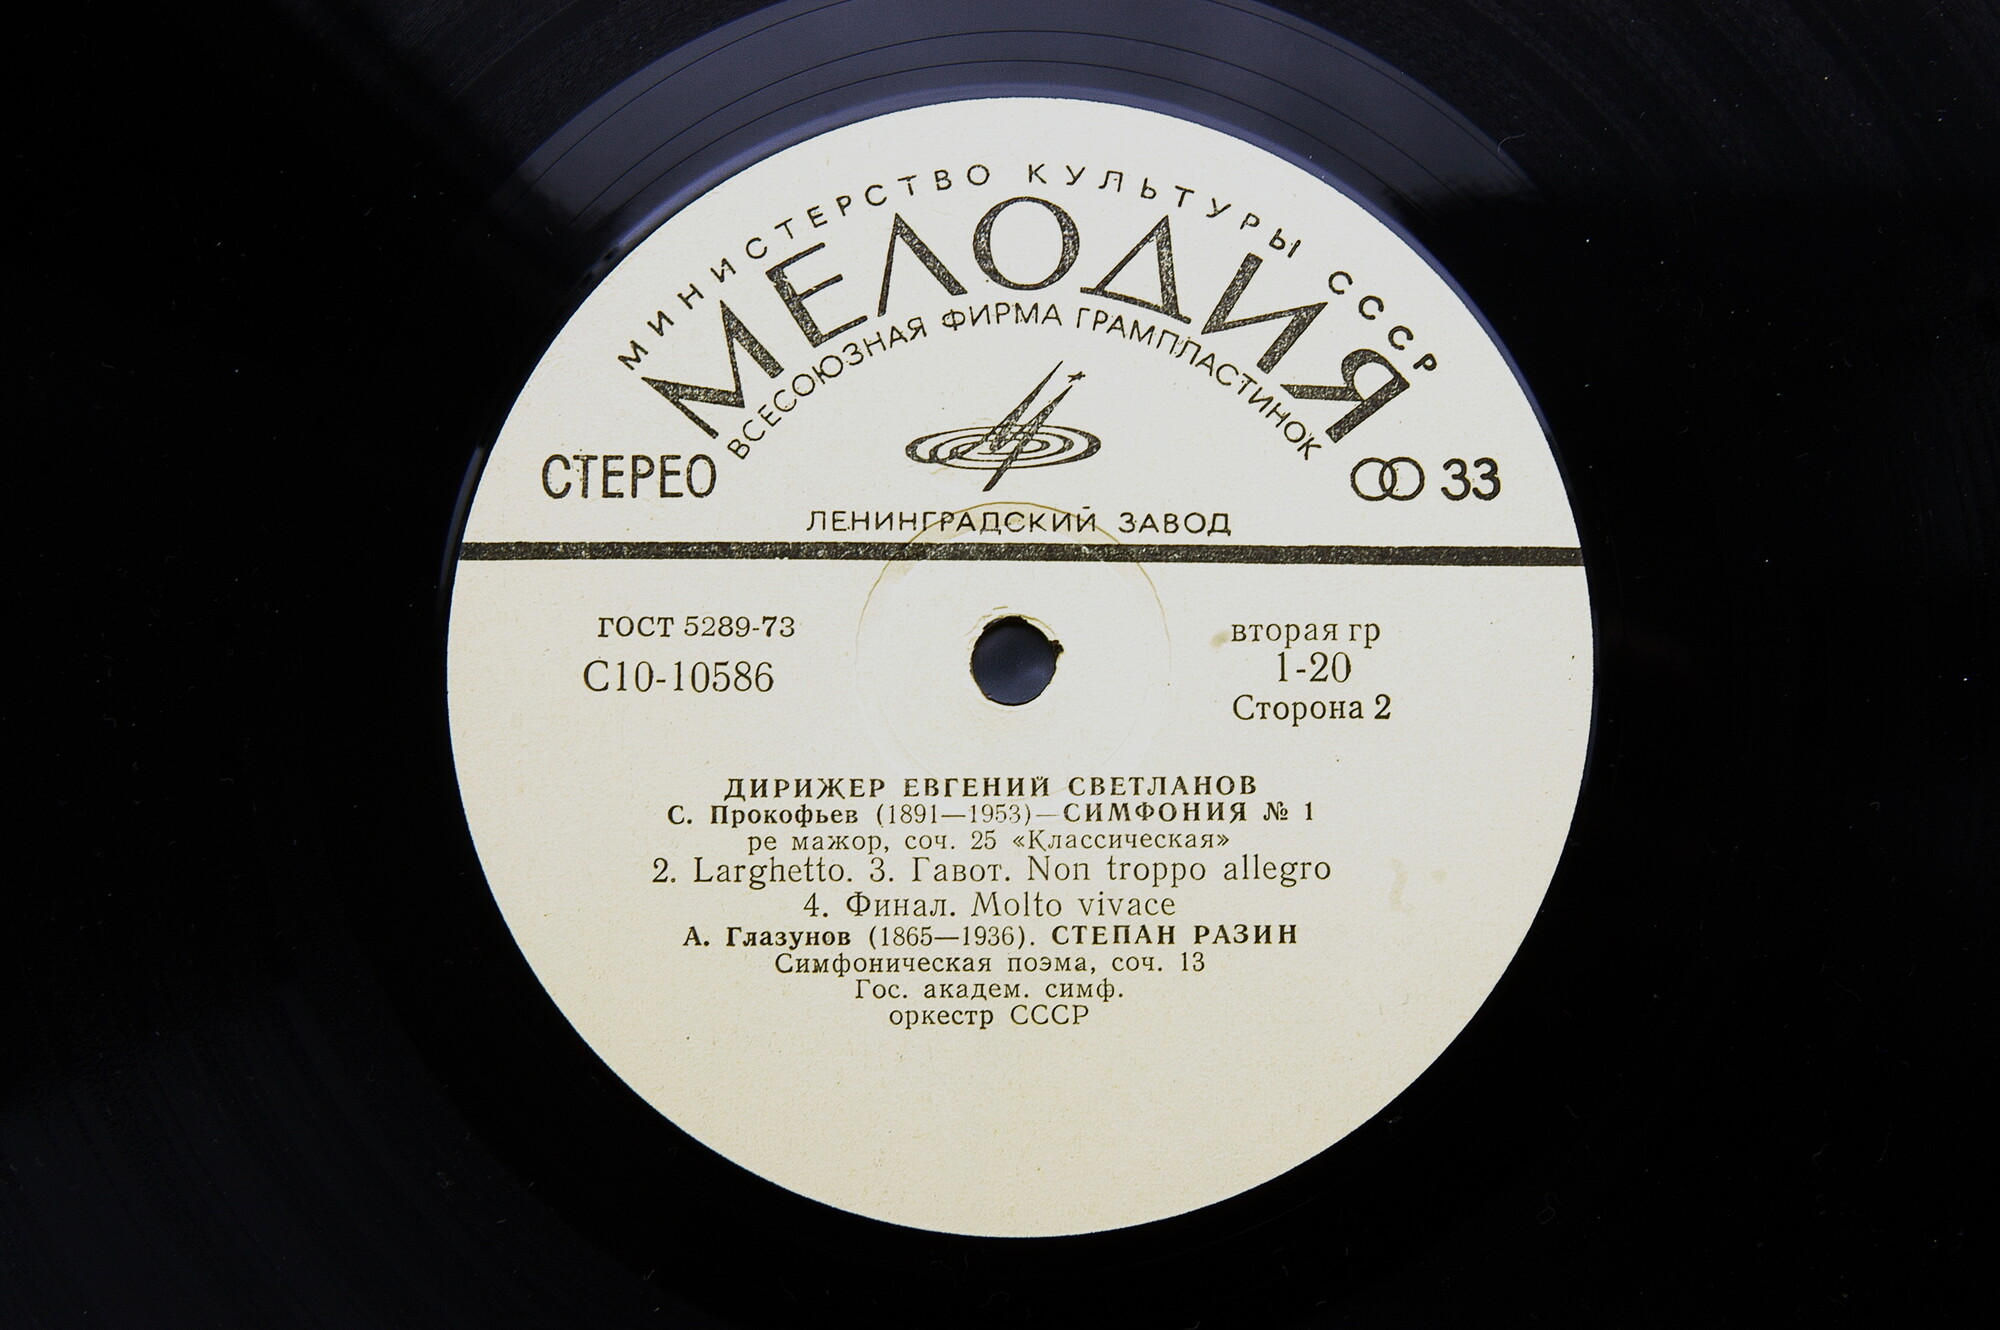 МИНИСТЕРСТВО КУЛЬТУРЫ СССР
МЕЛОДИЯ
ВСЕСОЮЗНАЯ ФИРМА ГРАМПЛАСТИНОК
СТЕРЕО
33
ЛЕНИНГРАДСКИЙ ЗАВОД
ГОСТ 5289-73
С10-10586
вторая гр
1-20
Сторона 2
ДИРИЖЕР ЕВГЕНИЙ СВЕТЛАНОВ
С. Прокофьев (1891—1953)—СИМФОНИЯ № 1
ре мажор, соч. 25 «Классическая»
2. Larghetto. 3. Гавот. Non troppo allegro
4. Финал. Molto vivace
А. Глазунов (1865—1936). СТЕПАН РАЗИН
Симфоническая поэма, соч. 13
Гос. академ. симф.
оркестр СССР